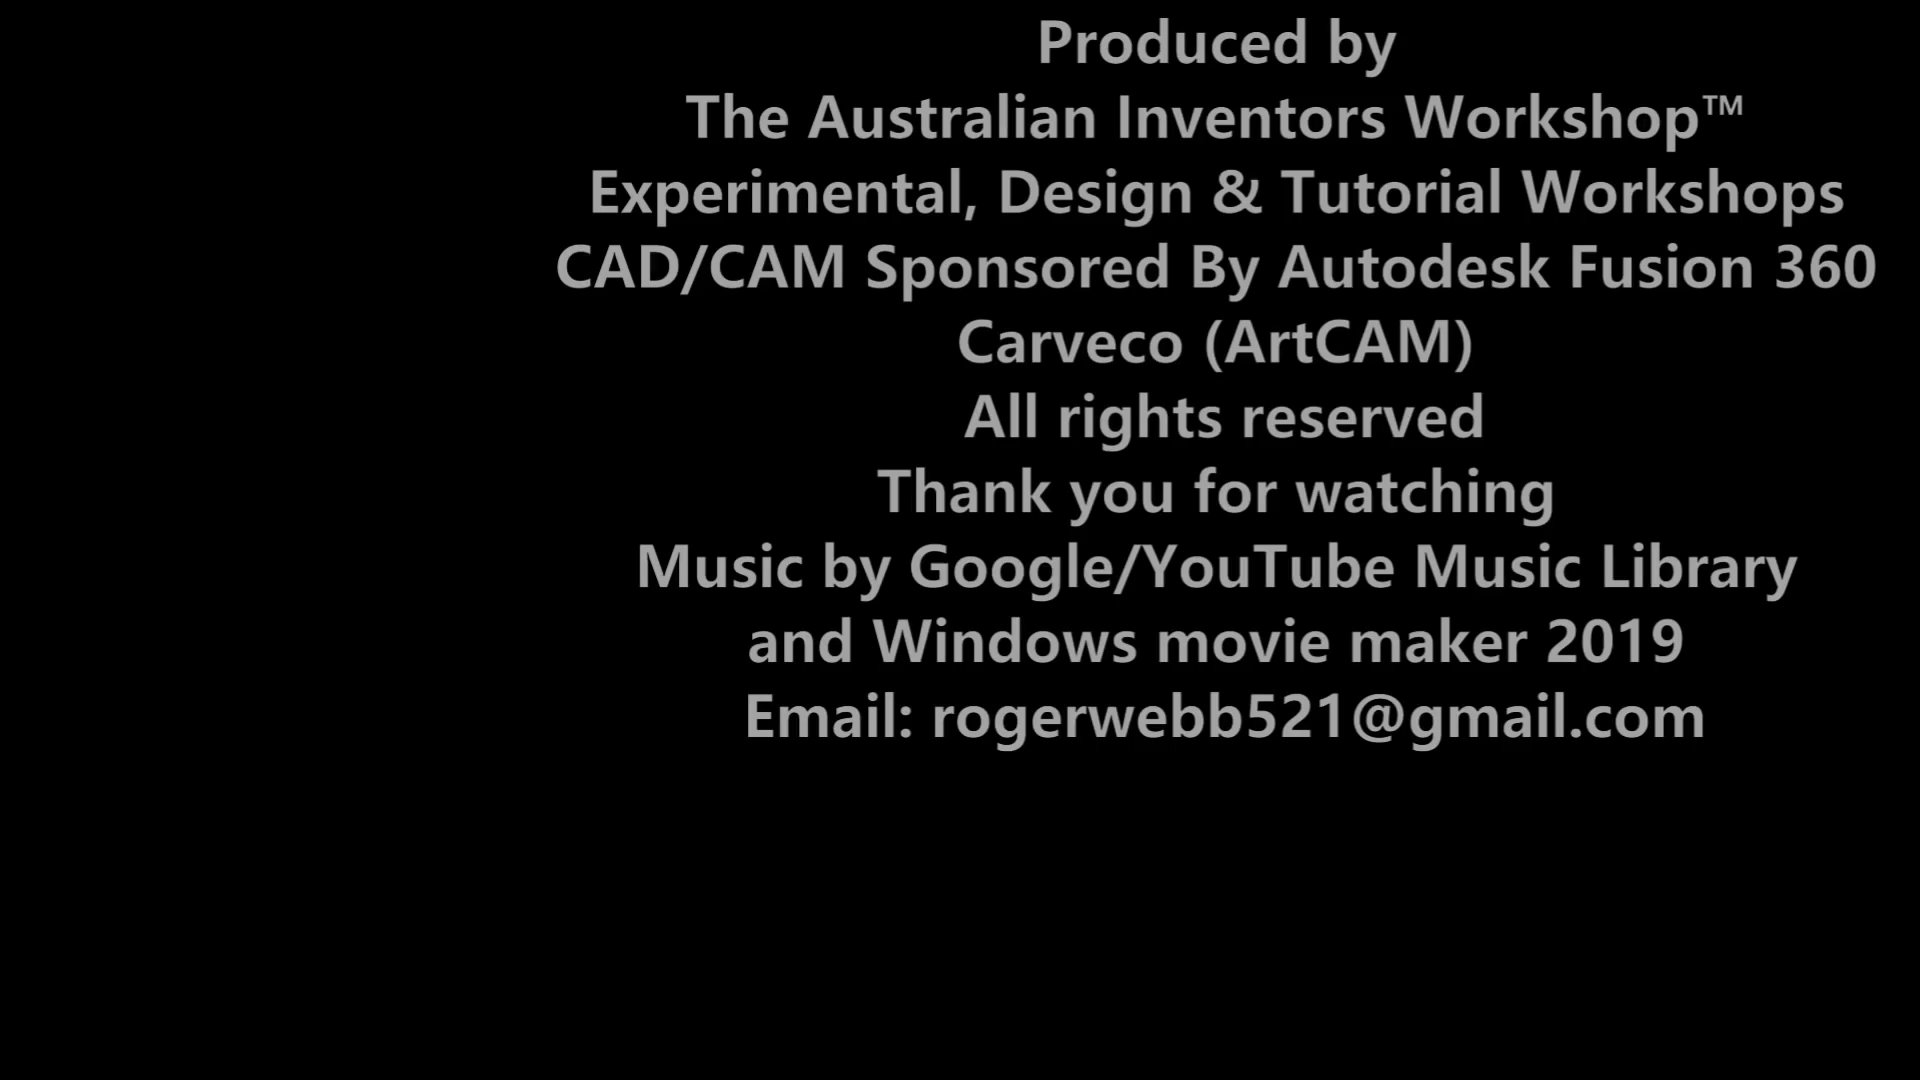 Produced by
The Australian Inventors Workshop™
Experimental, Design & Tutorial Workshops
CAD/CAM Sponsored By Autodesk Fusion 360
Carveco (ArtCAM)
All rights reserved
Thank you for watching
Music by Google/YouTube Music Library
and Windows movie maker 2019
Email: rogerwebb521@gmail.com